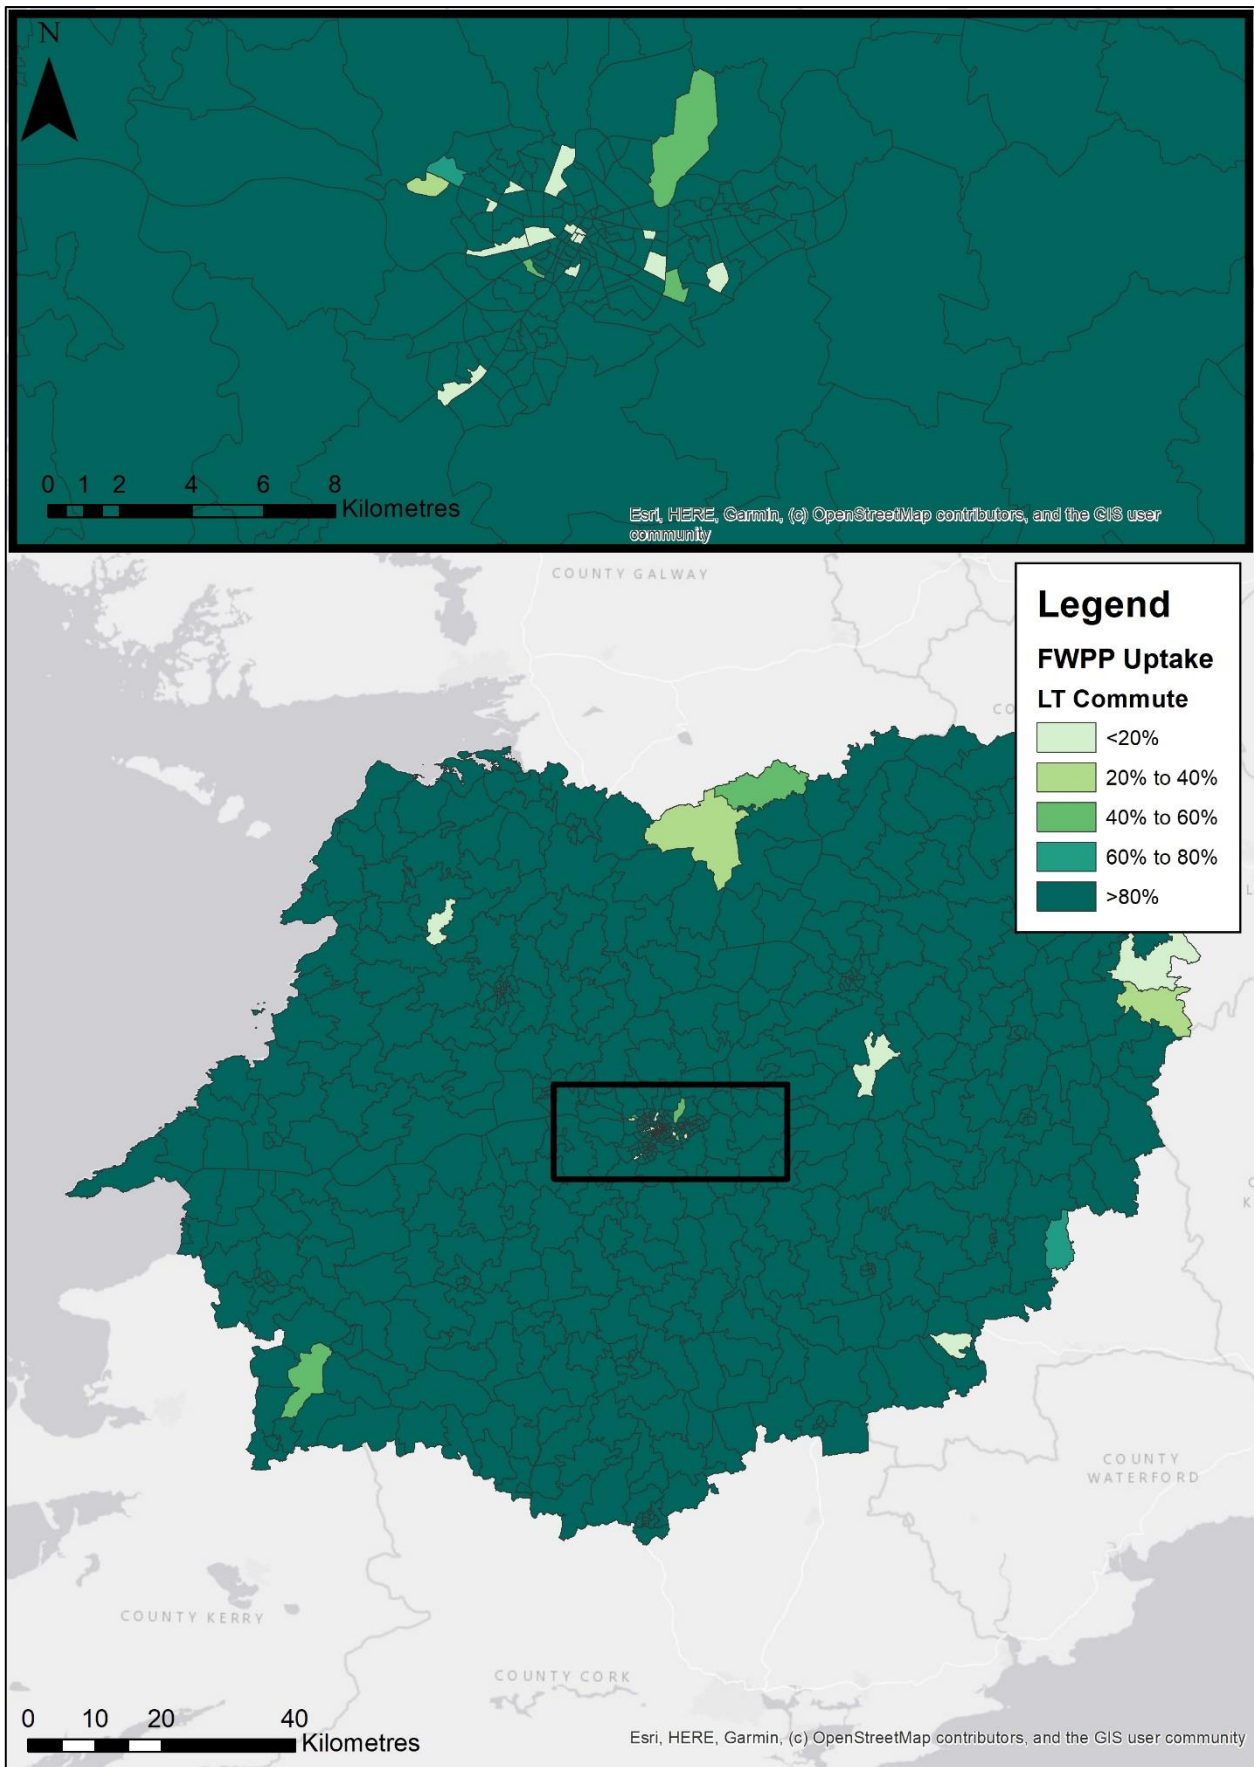 N
0 1 2 4 6 8
Kilometres
Esri, HERE, Garmin, (c) OpenStreetMap contributors, and the GIS user
community
COUNTY GALWAY
Legend
FWPP Uptake
LT Commute
<20%
20% to 40%
40% to 60%
60% to 80%
>80%
CO
L
C
K
COUNTY
WATERFORD
COUNTY KERRY
COUNTY CORK
0 10 20 40
Kilometres
Esri, HERE, Garmin, (c) OpenStreetMap contributors, and the GIS user community